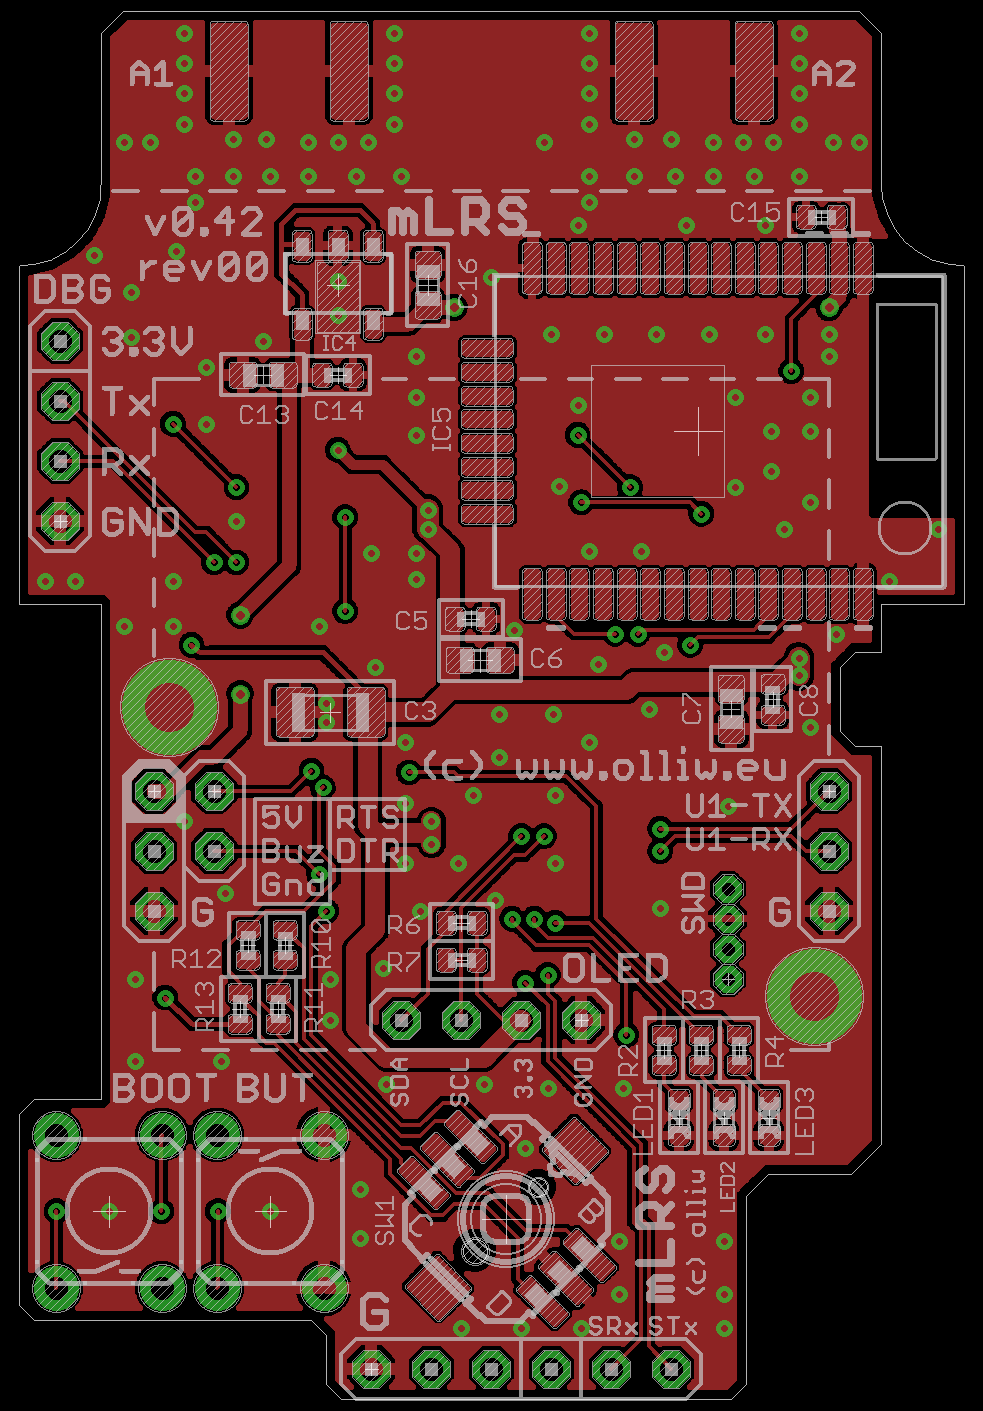 A1
A2
v0.42
mLRS
C15
rev00
DBG
C16
3.3V
IC4
Tx
C13
C14
IC5
Rx
GND
C5
C6
C3
C7
C8
(c) www.olliw.eu
5V
RTS
U1-TX
Buz
DTR
U1-RX
Gnd
SWD
G
G
R6
R12
R10
R7
OLED
R13
R11
R3
R2
R4
SDA
SCL
3.3
GND
BOOT
BUT
LED1
LED3
LED2
A
B
C
D
SW1
mLRS
(c) olliw
G
SRx
STx